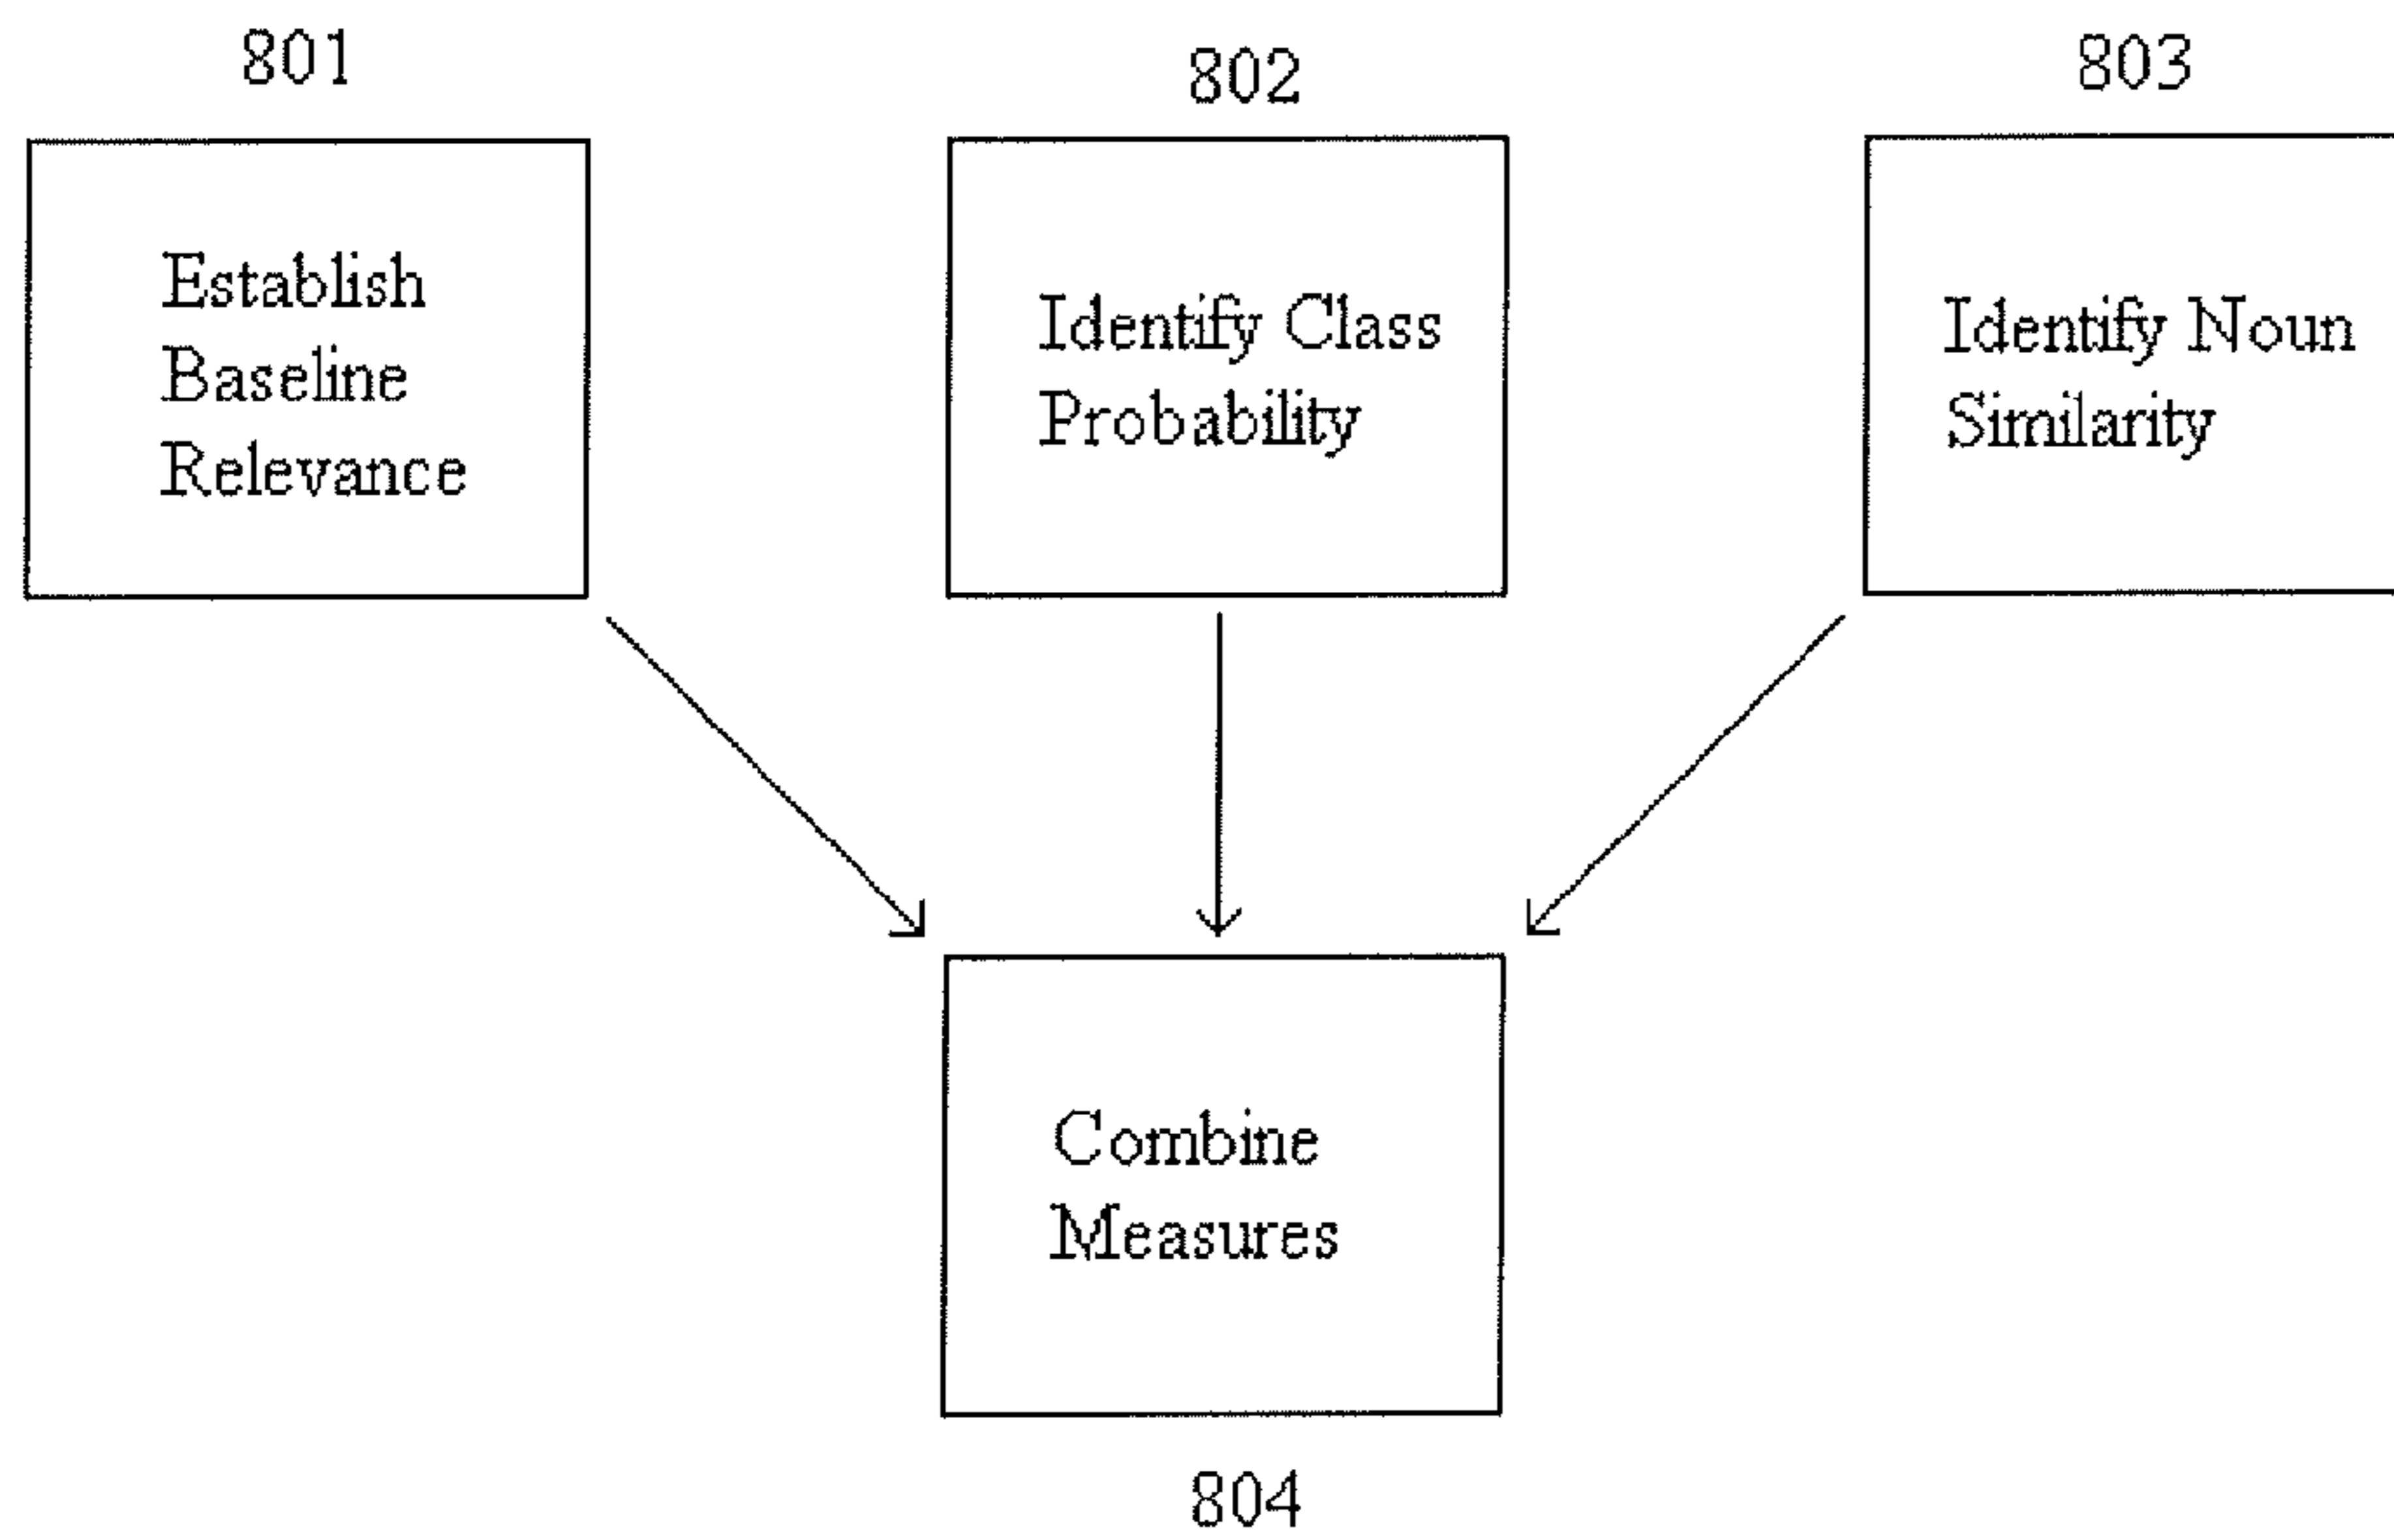 801
802
803
Establish
Baseline
Relevance
Identify Class
Probability
Identify Noun
Similarity
Combine
Measures
804